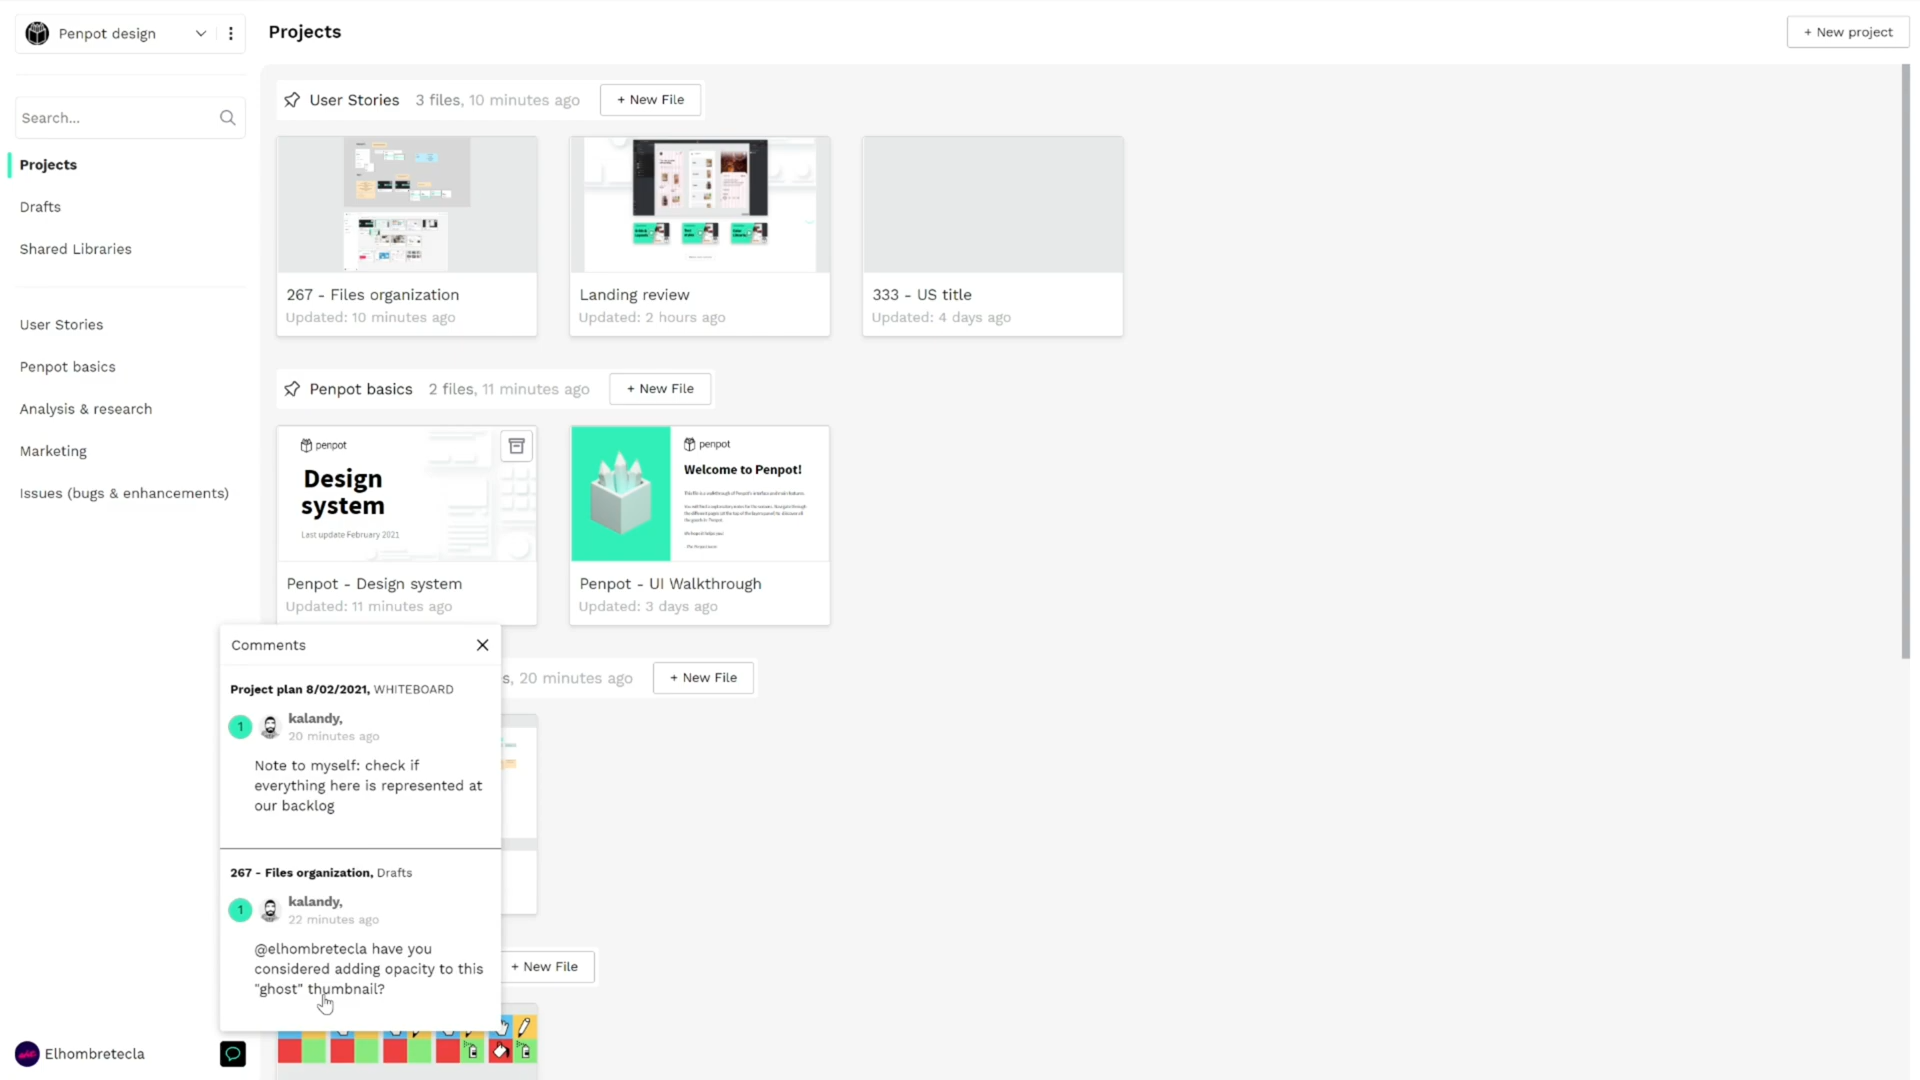 Penpot design
Projects
+ New project
Search...
Projects
Drafts
Shared Libraries
User Stories
Penpot basics
Analysis & research
Marketing
Issues (bugs & enhancements)
User Stories 3 files, 10 minutes ago + New File
267 - Files organization
Updated: 10 minutes ago
Landing review
Updated: 2 hours ago
333 - US title
Updated: 4 days ago
Penpot basics 2 files, 11 minutes ago + New File
penpot
Design
system
Last update February 2021
Penpot - Design system
Updated: 11 minutes ago
penpot
Welcome to Penpot!
Penpot - UI Walkthrough
Updated: 3 days ago
s, 20 minutes ago + New File
Comments
Project plan 8/02/2021, WHITEBOARD
1
kalandy,
20 minutes ago
Note to myself: check if
everything here is represented at
our backlog
267 - Files organization, Drafts
1
kalandy,
22 minutes ago
@elhombretecla have you
considered adding opacity to this
"ghost" thumbnail?
+ New File
Elhombretecla